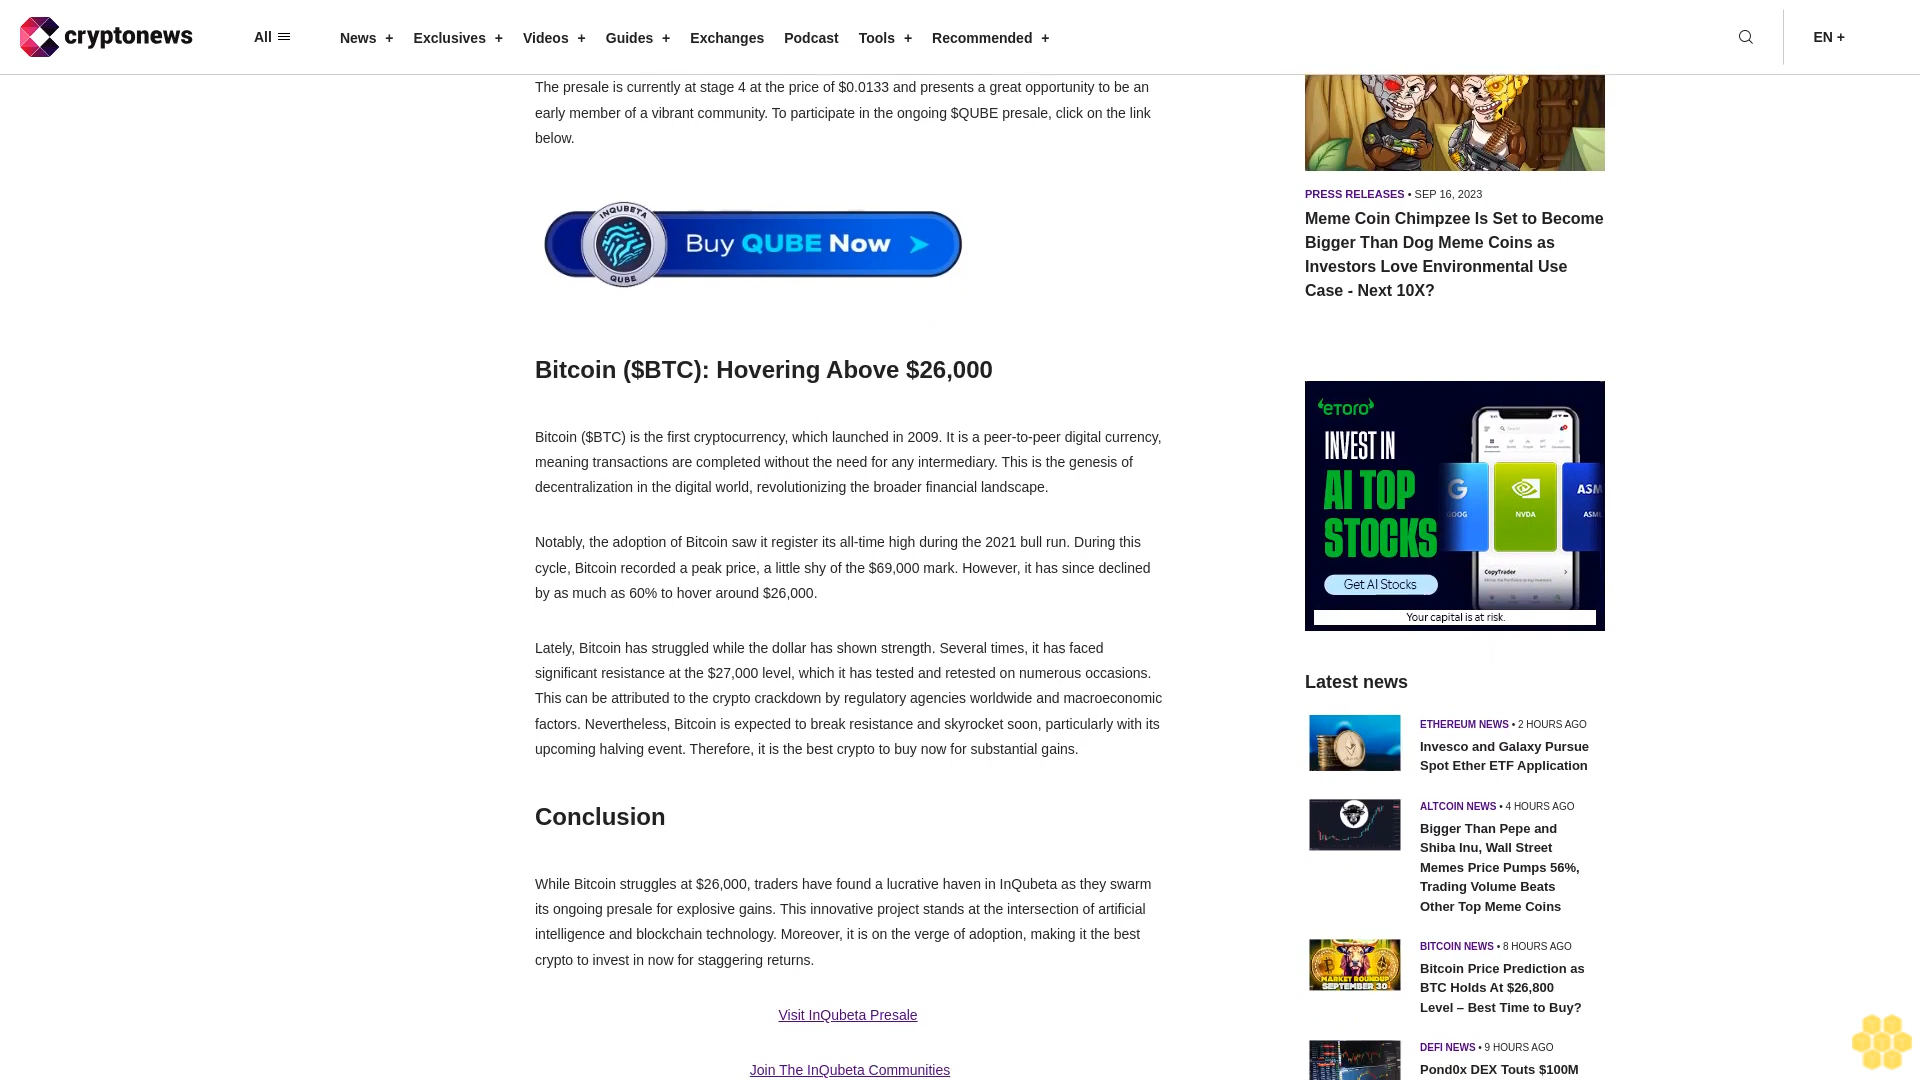 cryptonews
All
News +
Exclusives +
Videos +
Guides +
Exchanges
Podcast
Tools +
Recommended +
EN +
The presale is currently at stage 4 at the price of $0.0133 and presents a great opportunity to be an
early member of a vibrant community. To participate in the ongoing $QUBE presale, click on the link
below.
INQUBETA
QUBE
Buy QUBE Now
Bitcoin ($BTC): Hovering Above $26,000
Bitcoin ($BTC) is the first cryptocurrency, which launched in 2009. It is a peer-to-peer digital currency,
meaning transactions are completed without the need for any intermediary. This is the genesis of
decentralization in the digital world, revolutionizing the broader financial landscape.
Notably, the adoption of Bitcoin saw it register its all-time high during the 2021 bull run. During this
cycle, Bitcoin recorded a peak price, a little shy of the $69,000 mark. However, it has since declined
by as much as 60% to hover around $26,000.
Lately, Bitcoin has struggled while the dollar has shown strength. Several times, it has faced
significant resistance at the $27,000 level, which it has tested and retested on numerous occasions.
This can be attributed to the crypto crackdown by regulatory agencies worldwide and macroeconomic
factors. Nevertheless, Bitcoin is expected to break resistance and skyrocket soon, particularly with its
upcoming halving event. Therefore, it is the best crypto to buy now for substantial gains.
Conclusion
While Bitcoin struggles at $26,000, traders have found a lucrative haven in InQubeta as they swarm
its ongoing presale for explosive gains. This innovative project stands at the intersection of artificial
intelligence and blockchain technology. Moreover, it is on the verge of adoption, making it the best
crypto to invest in now for staggering returns.
Visit InQubeta Presale
Join The InQubeta Communities
PRESS RELEASES • SEP 16, 2023
Meme Coin Chimpzee Is Set to Become
Bigger Than Dog Meme Coins as
Investors Love Environmental Use
Case - Next 10X?
eToro
INVEST IN
AI TOP
STOCKS
Get AI Stocks
GOOG
NVDA
ASM
ASML
CopyTrader
Your capital is at risk.
Latest news
ETHEREUM NEWS • 2 HOURS AGO
Invesco and Galaxy Pursue
Spot Ether ETF Application
ALTCOIN NEWS • 4 HOURS AGO
Bigger Than Pepe and
Shiba Inu, Wall Street
Memes Price Pumps 56%,
Trading Volume Beats
Other Top Meme Coins
MARKET ROUNDUP
SEPTEMBER 30
BITCOIN NEWS • 8 HOURS AGO
Bitcoin Price Prediction as
BTC Holds At $26,800
Level – Best Time to Buy?
DEFI NEWS • 9 HOURS AGO
Pond0x DEX Touts $100M